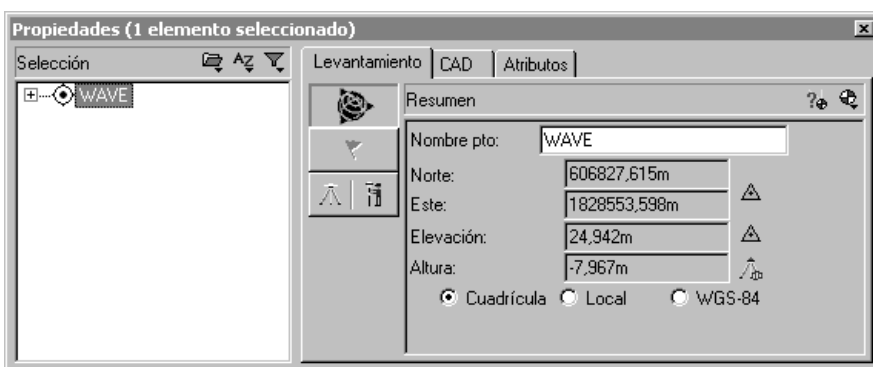 Propiedades (1 elemento seleccionado)
Selección
WAVE
Levantamiento
CAD
Atributos
Resumen
Nombre pto: WAVE
Norte: 606827,615m
Este: 1828553,598m
Elevación: 24,942m
Altura: -7,967m
Cuadrícula Local WGS-84